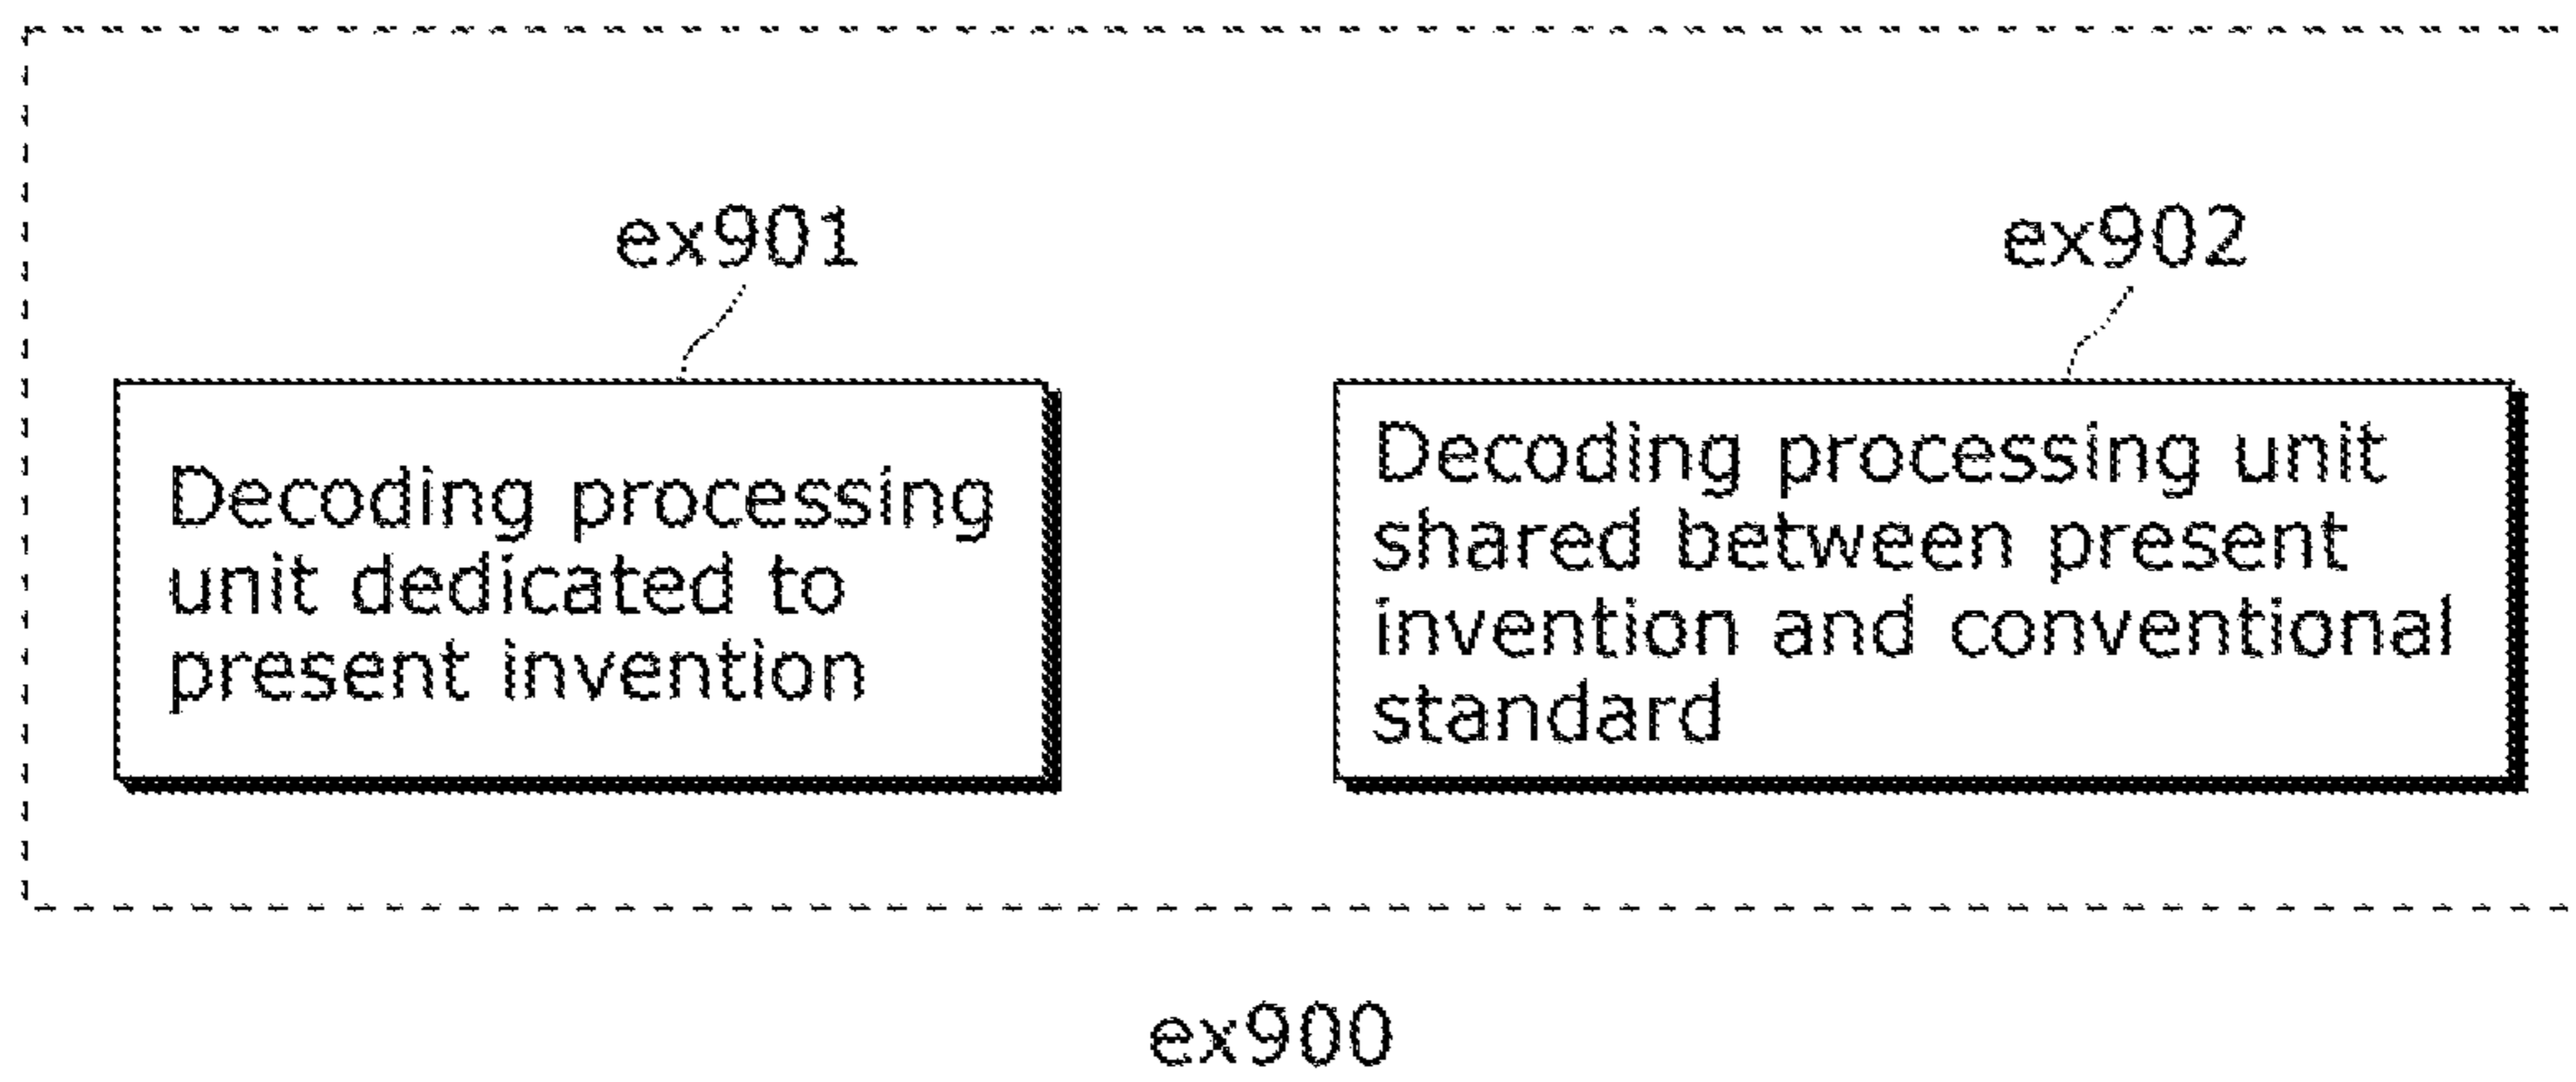 ex901
ex902
Decoding processing
unit dedicated to
present invention
Decoding processing unit
shared between present
invention and conventional
standard
ex900